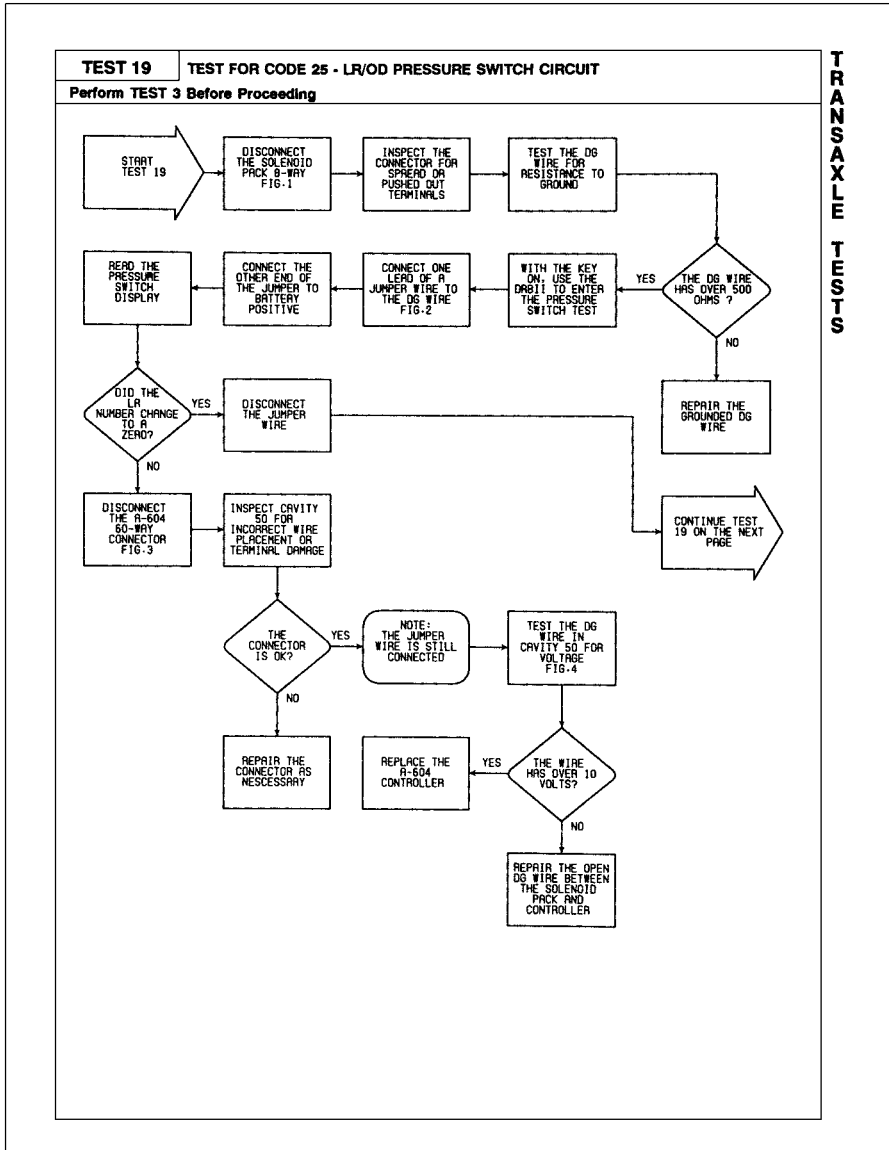 TEST 19
TEST FOR CODE 25 - LR/OD PRESSURE SWITCH CIRCUIT
Perform TEST 3 Before Proceeding
TRANSAXLE TESTS
START
TEST 19
DISCONNECT
THE SOLENOID
PACK 8-WAY
FIG.1
INSPECT THE
CONNECTOR FOR
SPREAD OR
PUSHED OUT
TERMINALS
TEST THE DG
WIRE FOR
RESISTANCE TO
GROUND
THE DG WIRE
HAS OVER 500
OHMS ?
YES
NO
REPAIR THE
GROUNDED DG
WIRE
WITH THE KEY
ON, USE THE
DRBII TO ENTER
THE PRESSURE
SWITCH TEST
CONNECT ONE
LEAD OF A
JUMPER WIRE TO
THE DG WIRE
FIG.2
CONNECT THE
OTHER END OF
THE JUMPER TO
BATTERY
POSITIVE
READ THE
PRESSURE
SWITCH
DISPLAY
DID THE
LR
NUMBER CHANGE
TO A
ZERO?
YES
NO
DISCONNECT
THE JUMPER
WIRE
CONTINUE TEST
19 ON THE NEXT
PAGE
DISCONNECT
THE A-604
60-WAY
CONNECTOR
FIG.3
INSPECT CAVITY
50 FOR
INCORRECT WIRE
PLACEMENT OR
TERMINAL DAMAGE
THE
CONNECTOR
IS OK?
YES
NO
REPAIR THE
CONNECTOR AS
NESCESSARY
NOTE:
THE JUMPER
WIRE IS STILL
CONNECTED
TEST THE DG
WIRE IN
CAVITY 50 FOR
VOLTAGE
FIG.4
THE WIRE
HAS OVER 10
VOLTS?
YES
NO
REPLACE THE
A-604
CONTROLLER
REPAIR THE OPEN
DG WIRE BETWEEN
THE SOLENOID
PACK AND
CONTROLLER